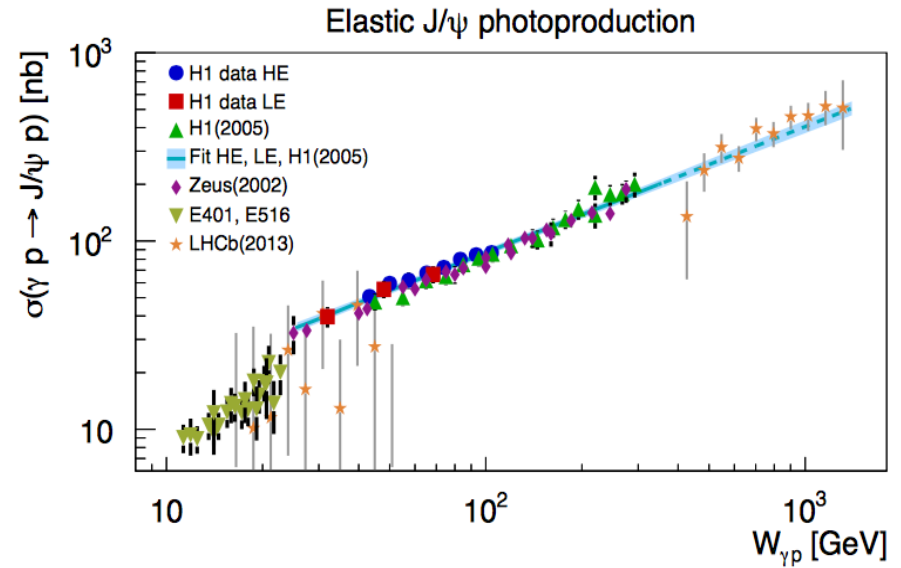 Elastic J/ψ photoproduction
σ(γ p → J/ψ p) [nb]
10³
10²
10
H1 data HE
H1 data LE
H1(2005)
Fit HE, LE, H1(2005)
Zeus(2002)
E401, E516
LHCb(2013)
10 10² 10³
Wγp [GeV]